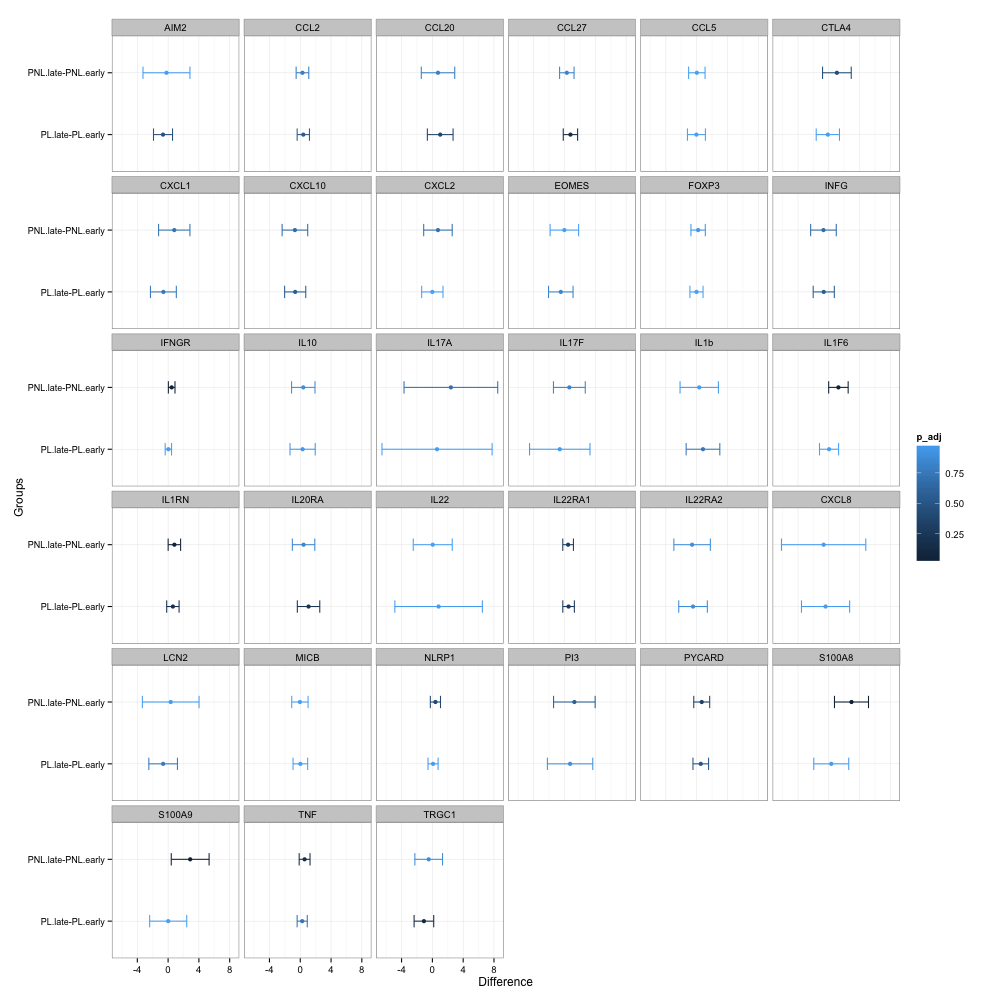 AIM2 CCL2 CCL20 CCL27 CCL5 CTLA4
PNL.late-PNL.early
PL.late-PL.early
CXCL1 CXCL10 CXCL2 EOMES FOXP3 INFG
PNL.late-PNL.early
PL.late-PL.early
IFNGR IL10 IL17A IL17F IL1b IL1F6
PNL.late-PNL.early
PL.late-PL.early
IL1RN IL20RA IL22 IL22RA1 IL22RA2 CXCL8
PNL.late-PNL.early
PL.late-PL.early
LCN2 MICB NLRP1 PI3 PYCARD S100A8
PNL.late-PNL.early
PL.late-PL.early
S100A9 TNF TRGC1
PNL.late-PNL.early
PL.late-PL.early
-4 0 4 8 -4 0 4 8 -4 0 4 8
Difference
Groups
p_adj
0.75
0.50
0.25